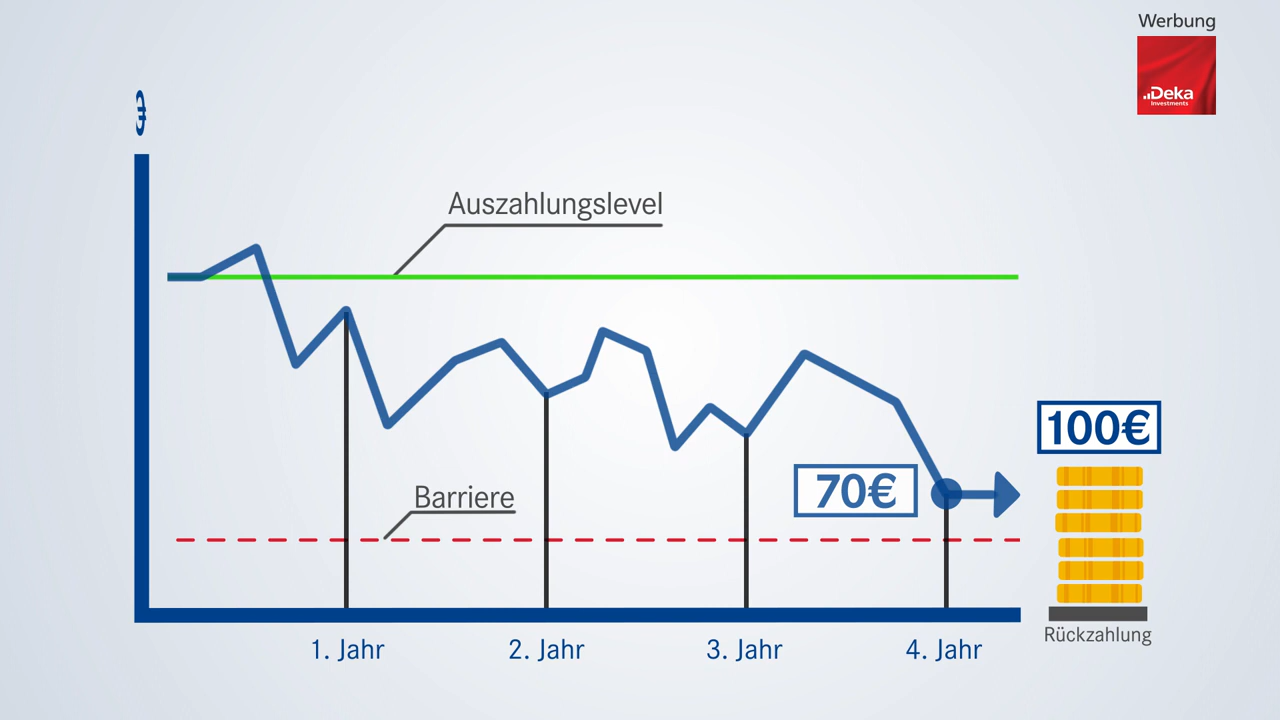 Werbung
Deka
Investments
€
Auszahlungslevel
100€
70€
Barriere
1. Jahr
2. Jahr
3. Jahr
4. Jahr
Rückzahlung